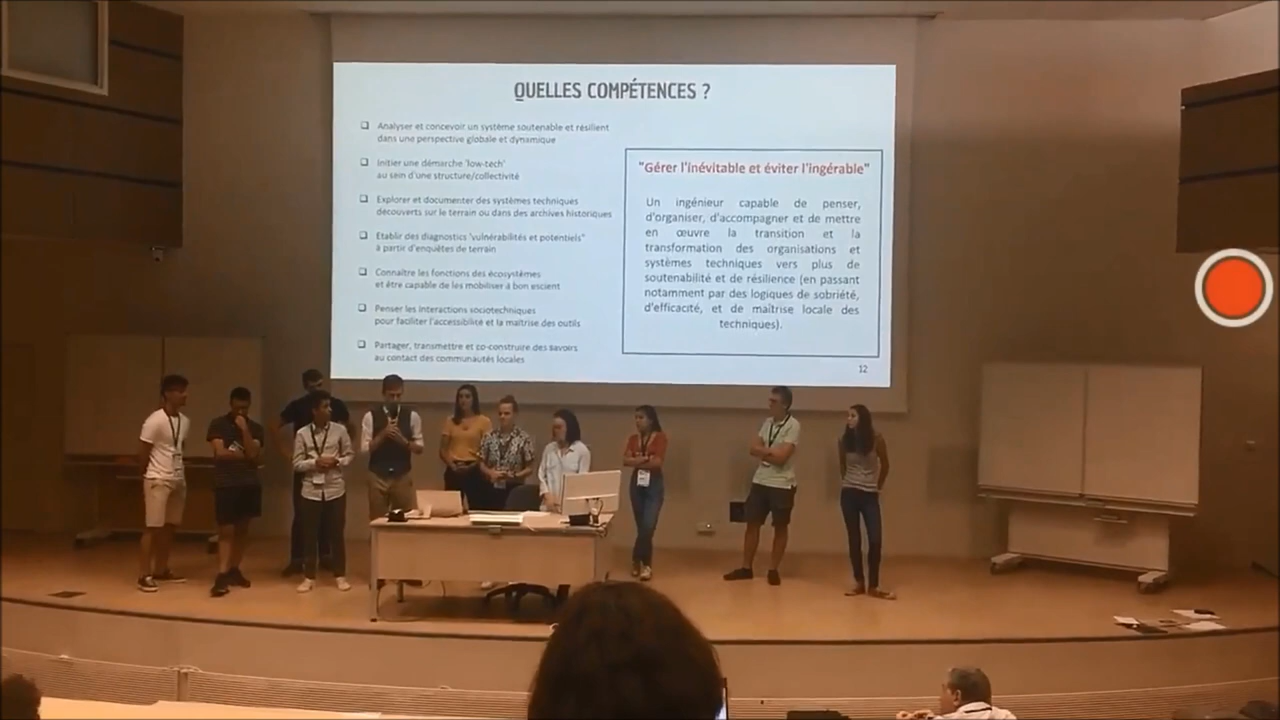 QUELLES COMPÉTENCES ?
Analyser et concevoir un système soutenable et résilient
dans une perspective globale et dynamique
Initier une démarche 'low-tech'
au sein d'une structure/collectivité
Explorer et documenter des systèmes techniques
découverts sur le terrain ou dans des archives historiques
Etablir des diagnostics 'vulnérabilités et potentiels"
à partir d'enquêtes de terrain
Connaître les fonctions des écosystèmes
et être capable de les mobiliser à bon escient
Penser les interactions sociotechniques
pour faciliter l'accessibilité et la maîtrise des outils
Partager, transmettre et co-construire des savoirs
au contact des communautés locales
"Gérer l'inévitable et éviter l'ingérable"
Un ingénieur capable de penser,
d'organiser, d'accompagner et de mettre
en œuvre la transition et la
transformation des organisations et
systèmes techniques vers plus de
soutenabilité et de résilience (en passant
notamment par des logiques de sobriété,
d'efficacité, et de maîtrise locale des
techniques).
12